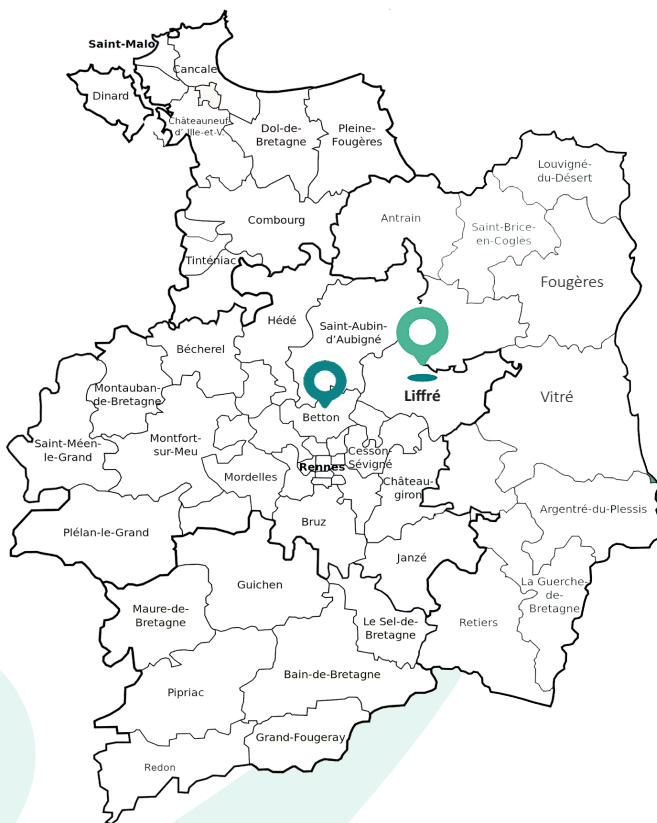 Saint-Malo
Cancale
Dinard
Châteauneuf-
d' Ille-et-V.
Dol-de-
Bretagne
Pleine-
Fougères
Louvigné-
du-Désert
Combourg
Antrain
Saint-Brice-
en-Cogles
Tinténiac
Fougères
Hédé
Saint-Aubin-
d'Aubigné
Bécherel
Montauban-
de-Bretagne
Liffré
Vitré
Betton
Saint-Méen-
le-Grand
Montfort-
sur-Meu
Cesson-
Sévigné
Rennes
Mordelles
Château-
giron
Argentré-du-Plessis
Bruz
Plélan-le-Grand
Janzé
Guichen
La Guerche-
de-
Bretagne
Maure-de-
Bretagne
Le Sel-de-
Bretagne
Retiers
Bain-de-Bretagne
Pipriac
Grand-Fougeray
Redon